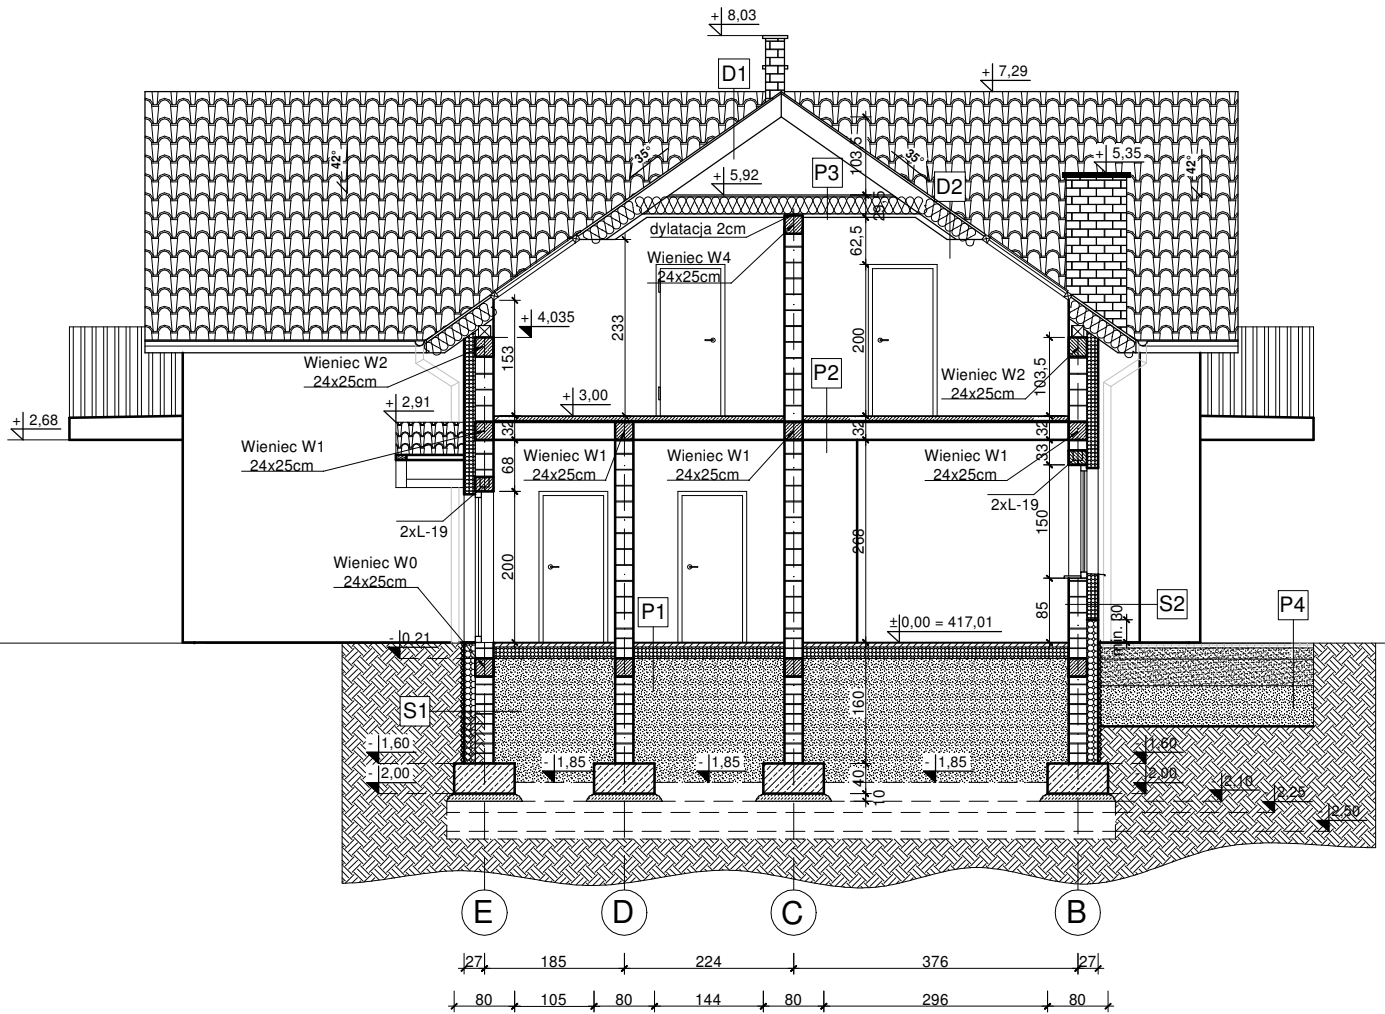 + 8,03
D1
+ 7,29
42°
35°
103,5
35°
+ 5,35
42°
+ 5,92
P3
D2
29,5
dylatacja 2cm
62,5
Wieniec W4
24x25cm
+ 4,035
233
200
153
Wieniec W2
24x25cm
P2
Wieniec W2
24x25cm
103,5
+ 2,91
+ 3,00
+ 2,68
32
32
32
Wieniec W1
24x25cm
68
Wieniec W1
24x25cm
Wieniec W1
24x25cm
Wieniec W1
24x25cm
33
2xL-19
2xL-19
150
268
200
Wieniec W0
24x25cm
P1
85
S2
min. 30
P4
±0,00 = 417,01
- 0,21
S1
160
- 1,60
- 2,00
- 1,85
- 1,85
- 1,85
40
10
1,60
2,00
- 2,10
- 2,25
- 2,50
E
D
C
B
27
185
224
376
27
80
105
80
144
80
296
80